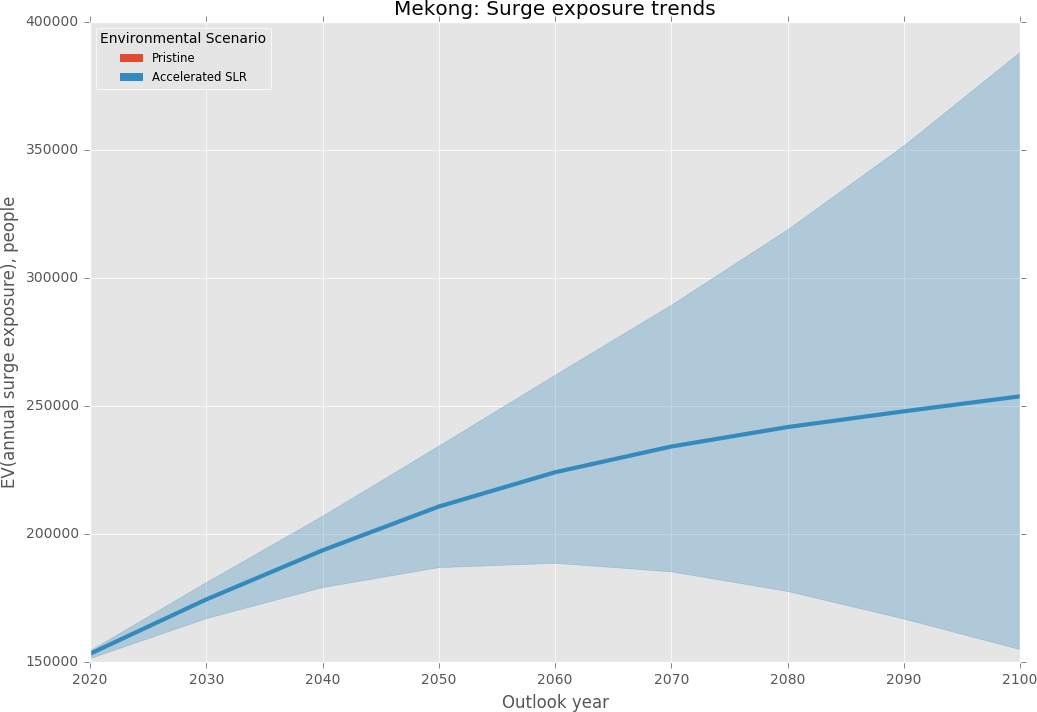 Mekong: Surge exposure trends
Environmental Scenario
Pristine
Accelerated SLR
EV(annual surge exposure), people
400000
350000
300000
250000
200000
150000
2020 2030 2040 2050 2060 2070 2080 2090 2100
Outlook year